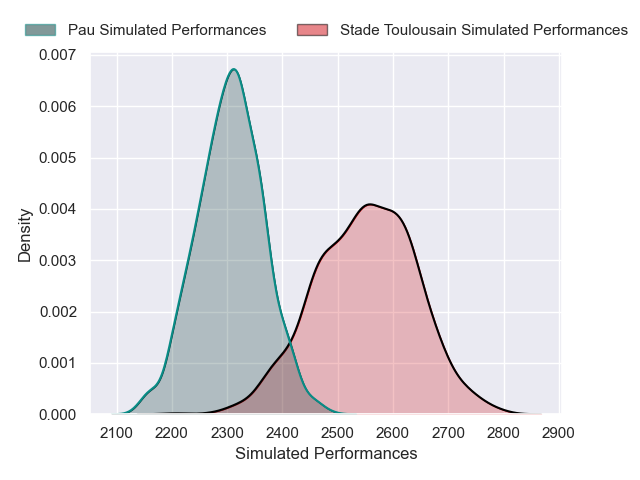 Pau Simulated Performances
Stade Toulousain Simulated Performances
0.007
0.006
0.005
0.004
0.003
0.002
0.001
0.000
Density
2100 2200 2300 2400 2500 2600 2700 2800 2900
Simulated Performances